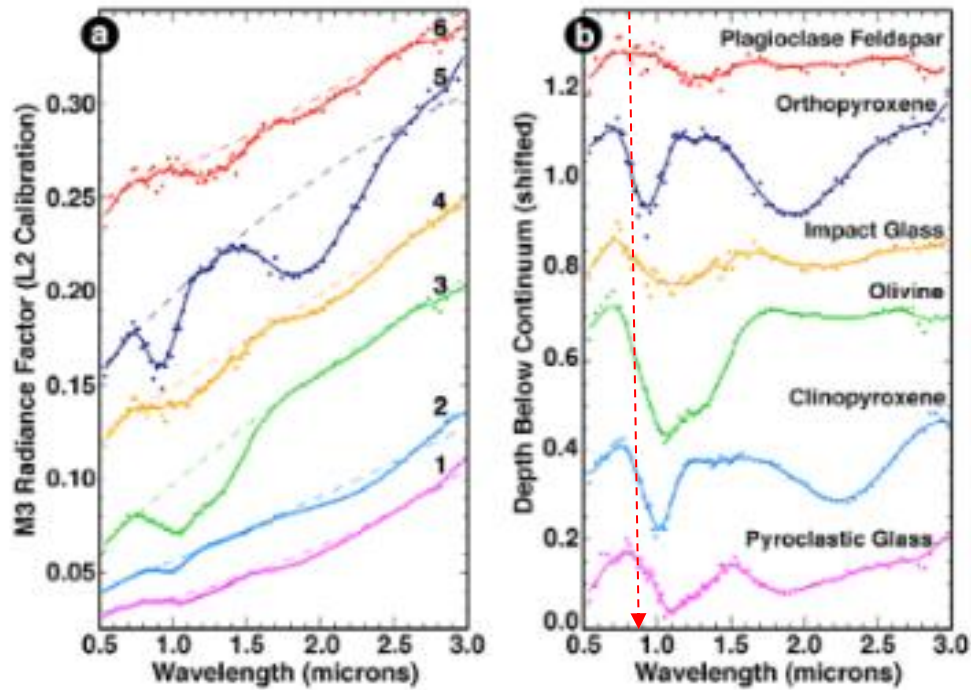 a
6
5
4
3
2
1
0.30
0.25
0.20
0.15
0.10
0.05
M3 Radiance Factor (L2 Calibration)
0.5 1.0 1.5 2.0 2.5 3.0
Wavelength (microns)
b
Plagioclase Feldspar
Orthopyroxene
Impact Glass
Olivine
Clinopyroxene
Pyroclastic Glass
1.2
1.0
0.8
0.6
0.4
0.2
0.0
Depth Below Continuum (shifted)
0.5 1.0 1.5 2.0 2.5 3.0
Wavelength (microns)